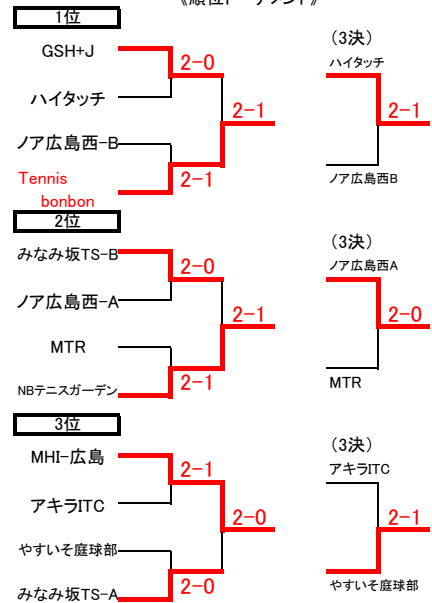 1位
GSH+J
2-0
ハイタッチ
2-1
ノア広島西-B
Tennis
bonbon
2-1
(3決)
ハイタッチ
2-1
ノア広島西B
2位
みなみ坂TS-B
2-0
ノア広島西-A
2-1
MTR
NBテニスガーデン
2-1
(3決)
ノア広島西A
2-0
MTR
3位
MHI-広島
2-1
アキラITC
2-0
やすいそ庭球部
みなみ坂TS-A
2-0
(3決)
アキラITC
2-1
やすいそ庭球部